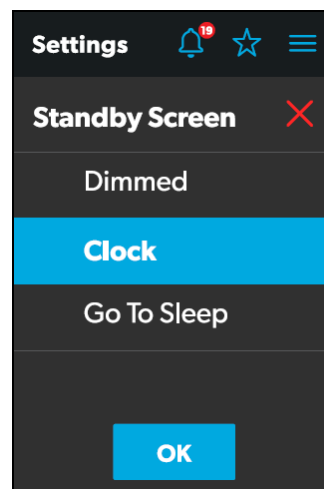 Settings 19
Standby Screen
Dimmed
Clock
Go To Sleep
OK